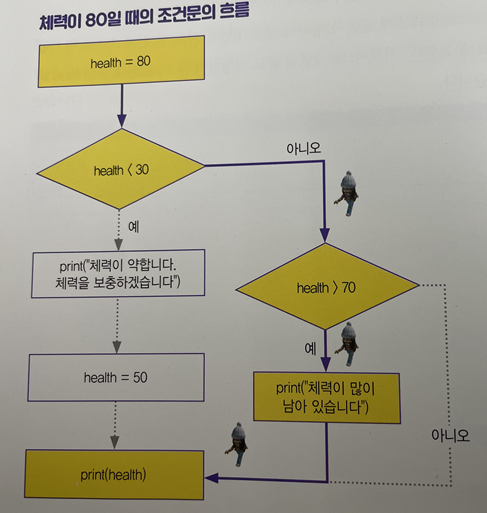 체력이 80일 때의 조건문의 흐름
health = 80
health < 30
아니오
예
print("체력이 약합니다.
체력을 보충하겠습니다")
health > 70
예
health = 50
print("체력이 많이
남아 있습니다")
아니오
print(health)